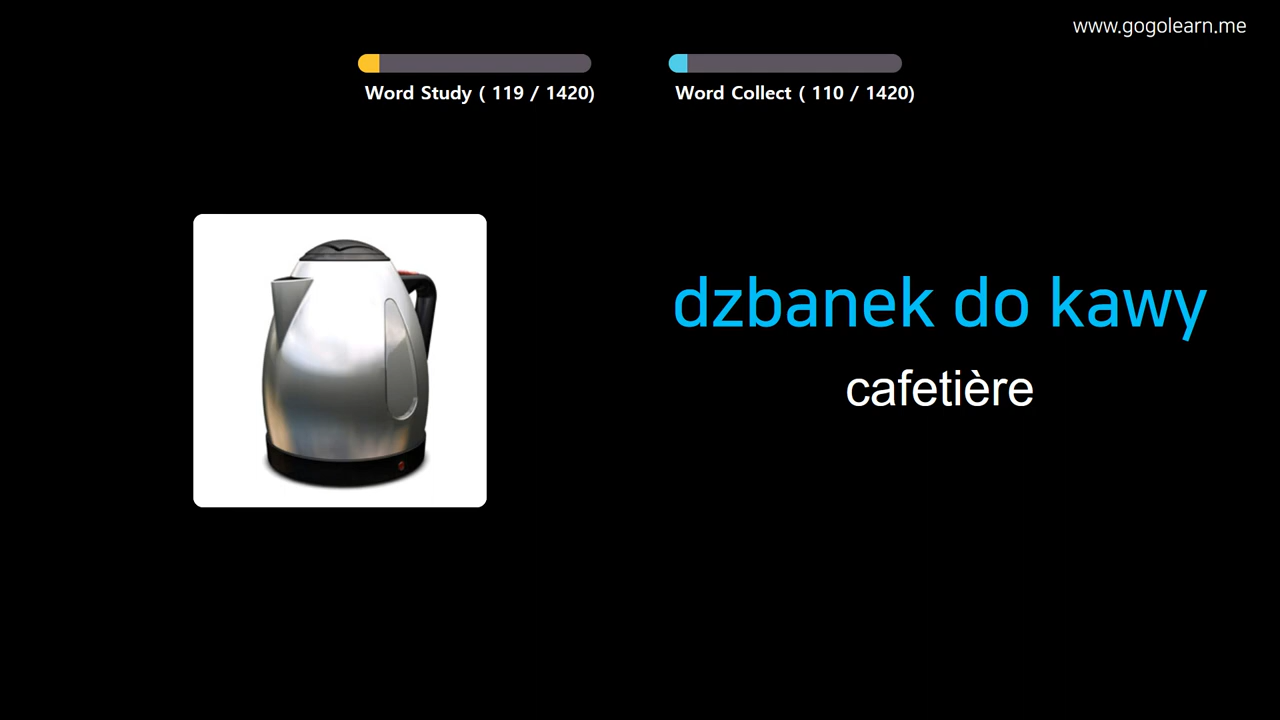 www.gogolearn.me
Word Study ( 119 / 1420)
Word Collect ( 110 / 1420)
dzbanek do kawy
cafetière